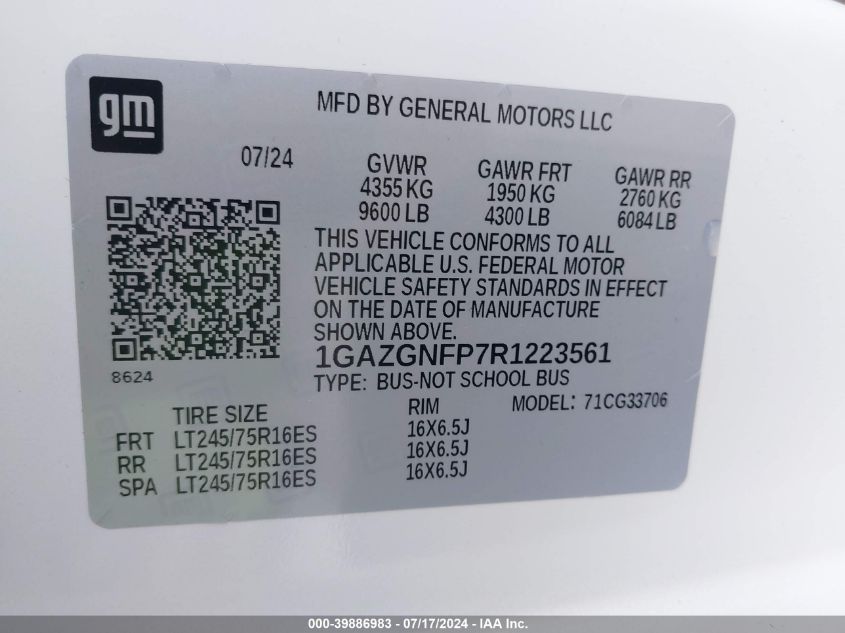 gm
MFD BY GENERAL MOTORS LLC
07/24
GVWR GAWR FRT GAWR RR
4355 KG 1950 KG 2760 KG
9600 LB 4300 LB 6084 LB
THIS VEHICLE CONFORMS TO ALL
APPLICABLE U.S. FEDERAL MOTOR
VEHICLE SAFETY STANDARDS IN EFFECT
ON THE DATE OF MANUFACTURE
SHOWN ABOVE.
1GAZGNFP7R1223561
8624
TYPE: BUS-NOT SCHOOL BUS
MODEL: 71CG33706
TIRE SIZE RIM
FRT LT245/75R16ES 16X6.5J
RR LT245/75R16ES 16X6.5J
SPA LT245/75R16ES 16X6.5J
000-39886983 / 07/17/2024 - IAA Inc.